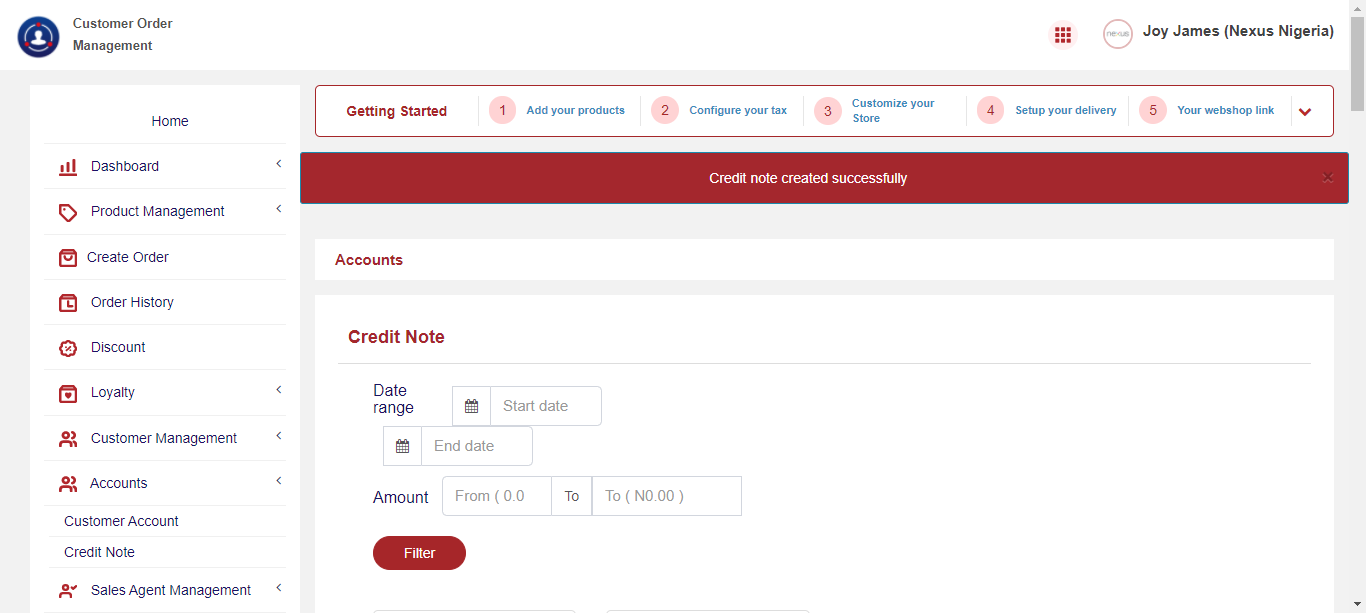 Customer Order
Management
nexus
Joy James (Nexus Nigeria)
Home
Dashboard
Product Management
Create Order
Order History
Discount
Loyalty
Customer Management
Accounts
Customer Account
Credit Note
Sales Agent Management
Getting Started
1 Add your products
2 Configure your tax
3 Customize your
Store
4 Setup your delivery
5 Your webshop link
Credit note created successfully ×
Accounts
Credit Note
Date
range
Start date
End date
Amount From ( 0.0 To To ( N0.00 )
Filter